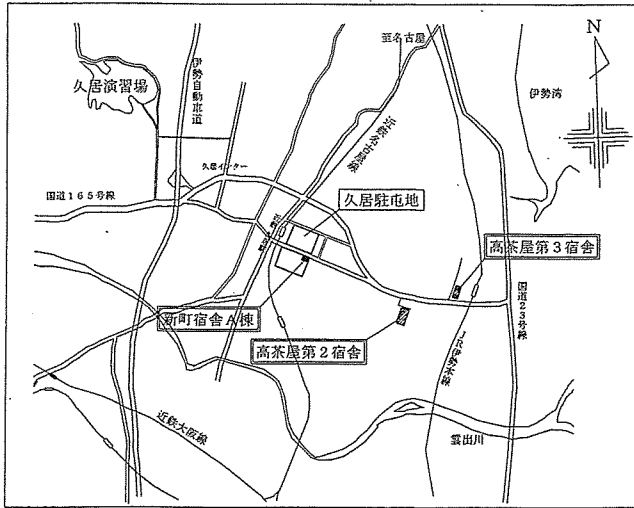 至名古屋
N
久居演習場
伊勢自動車道
伊勢湾
近鉄名古屋線
久居インター
国道165号線
久居駐屯地
高茶屋第3宿舎
国道23号線
新町宿舎A棟
高茶屋第2宿舎
JR伊勢本線
近鉄大阪線
雲出川